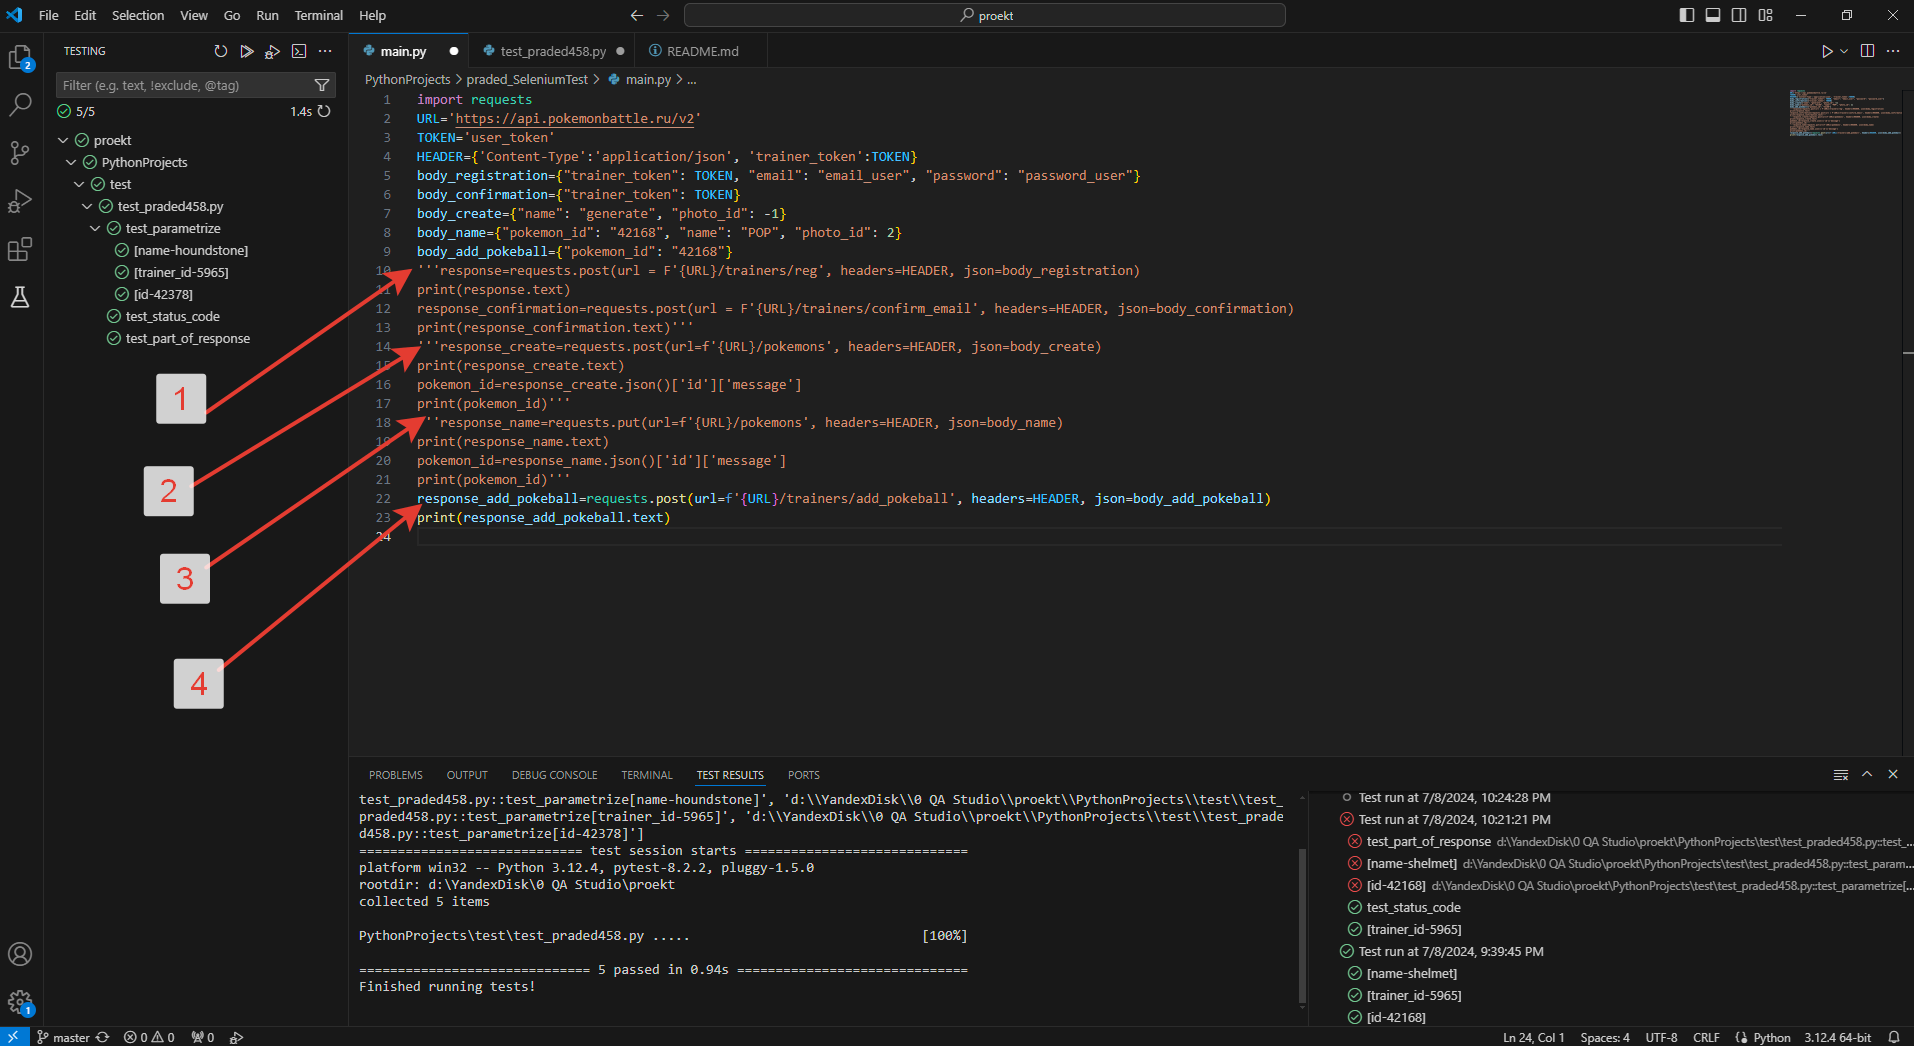 File Edit Selection View Go Run Terminal Help
proekt
TESTING
Filter (e.g. text, !exclude, @tag)
5/5
1.4s
proekt
PythonProjects
test
test_praded458.py
test_parametrize
[name-houndstone]
[trainer_id-5965]
[id-42378]
test_status_code
test_part_of_response
1
2
3
4
2
1
main.py
test_praded458.py
README.md
PythonProjects > praded_SeleniumTest > main.py > ...
1 import requests
2 URL='https://api.pokemonbattle.ru/v2'
3 TOKEN='user_token'
4 HEADER={'Content-Type':'application/json', 'trainer_token':TOKEN}
5 body_registration={"trainer_token": TOKEN, "email": "email_user", "password": "password_user"}
6 body_confirmation={"trainer_token": TOKEN}
7 body_create={"name": "generate", "photo_id": -1}
8 body_name={"pokemon_id": "42168", "name": "POP", "photo_id": 2}
9 body_add_pokeball={"pokemon_id": "42168"}
10 '''response=requests.post(url = F'{URL}/trainers/reg', headers=HEADER, json=body_registration)
11 print(response.text)
12 response_confirmation=requests.post(url = F'{URL}/trainers/confirm_email', headers=HEADER, json=body_confirmation)
13 print(response_confirmation.text)'''
14 '''response_create=requests.post(url=f'{URL}/pokemons', headers=HEADER, json=body_create)
15 print(response_create.text)
16 pokemon_id=response_create.json()['id']['message']
17 print(pokemon_id)'''
18 '''response_name=requests.put(url=f'{URL}/pokemons', headers=HEADER, json=body_name)
19 print(response_name.text)
20 pokemon_id=response_name.json()['id']['message']
21 print(pokemon_id)'''
22 response_add_pokeball=requests.post(url=f'{URL}/trainers/add_pokeball', headers=HEADER, json=body_add_pokeball)
23 print(response_add_pokeball.text)
24
PROBLEMS OUTPUT DEBUG CONSOLE TERMINAL TEST RESULTS PORTS
test_praded458.py::test_parametrize[name-houndstone]', 'd:\\YandexDisk\\0 QA Studio\\proekt\\PythonProjects\\test\\test_
praded458.py::test_parametrize[trainer_id-5965]', 'd:\\YandexDisk\\0 QA Studio\\proekt\\PythonProjects\\test\\test_prade
d458.py::test_parametrize[id-42378]']
============================= test session starts =============================
platform win32 -- Python 3.12.4, pytest-8.2.2, pluggy-1.5.0
rootdir: d:\YandexDisk\0 QA Studio\proekt
collected 5 items
PythonProjects\test\test_praded458.py ..... [100%]
============================== 5 passed in 0.94s ==============================
Finished running tests!
Test run at 7/8/2024, 10:24:28 PM
Test run at 7/8/2024, 10:21:21 PM
test_part_of_response d:\YandexDisk\0 QA Studio\proekt\PythonProjects\test\test_praded458.py::test_...
[name-shelmet] d:\YandexDisk\0 QA Studio\proekt\PythonProjects\test\test_praded458.py::test_param...
[id-42168] d:\YandexDisk\0 QA Studio\proekt\PythonProjects\test\test_praded458.py::test_parametrize[...
test_status_code
[trainer_id-5965]
Test run at 7/8/2024, 9:39:45 PM
[name-shelmet]
[trainer_id-5965]
[id-42168]
master 0 0 0
Ln 24, Col 1 Spaces: 4 UTF-8 CRLF Python 3.12.4 64-bit